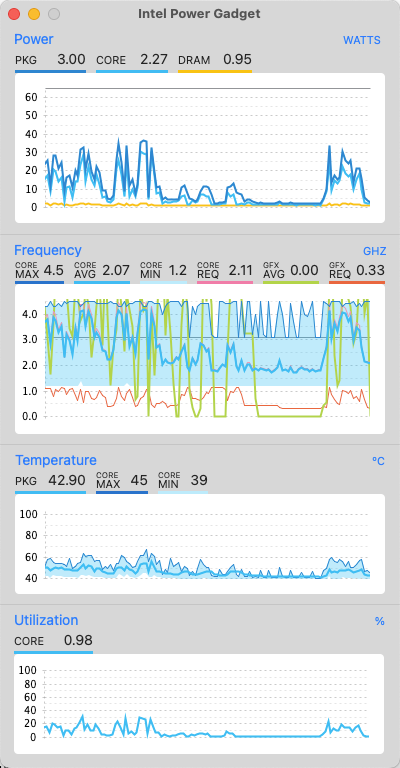 Intel Power Gadget
Power WATTS
PKG 3.00 CORE 2.27 DRAM 0.95
60
50
40
30
20
10
0
Frequency GHZ
CORE MAX 4.5 CORE AVG 2.07 CORE MIN 1.2 CORE REQ 2.11 GFX AVG 0.00 GFX REQ 0.33
4.0
3.0
2.0
1.0
0.0
Temperature °C
PKG 42.90 CORE MAX 45 CORE MIN 39
100
80
60
40
Utilization %
CORE 0.98
100
80
60
40
20
0